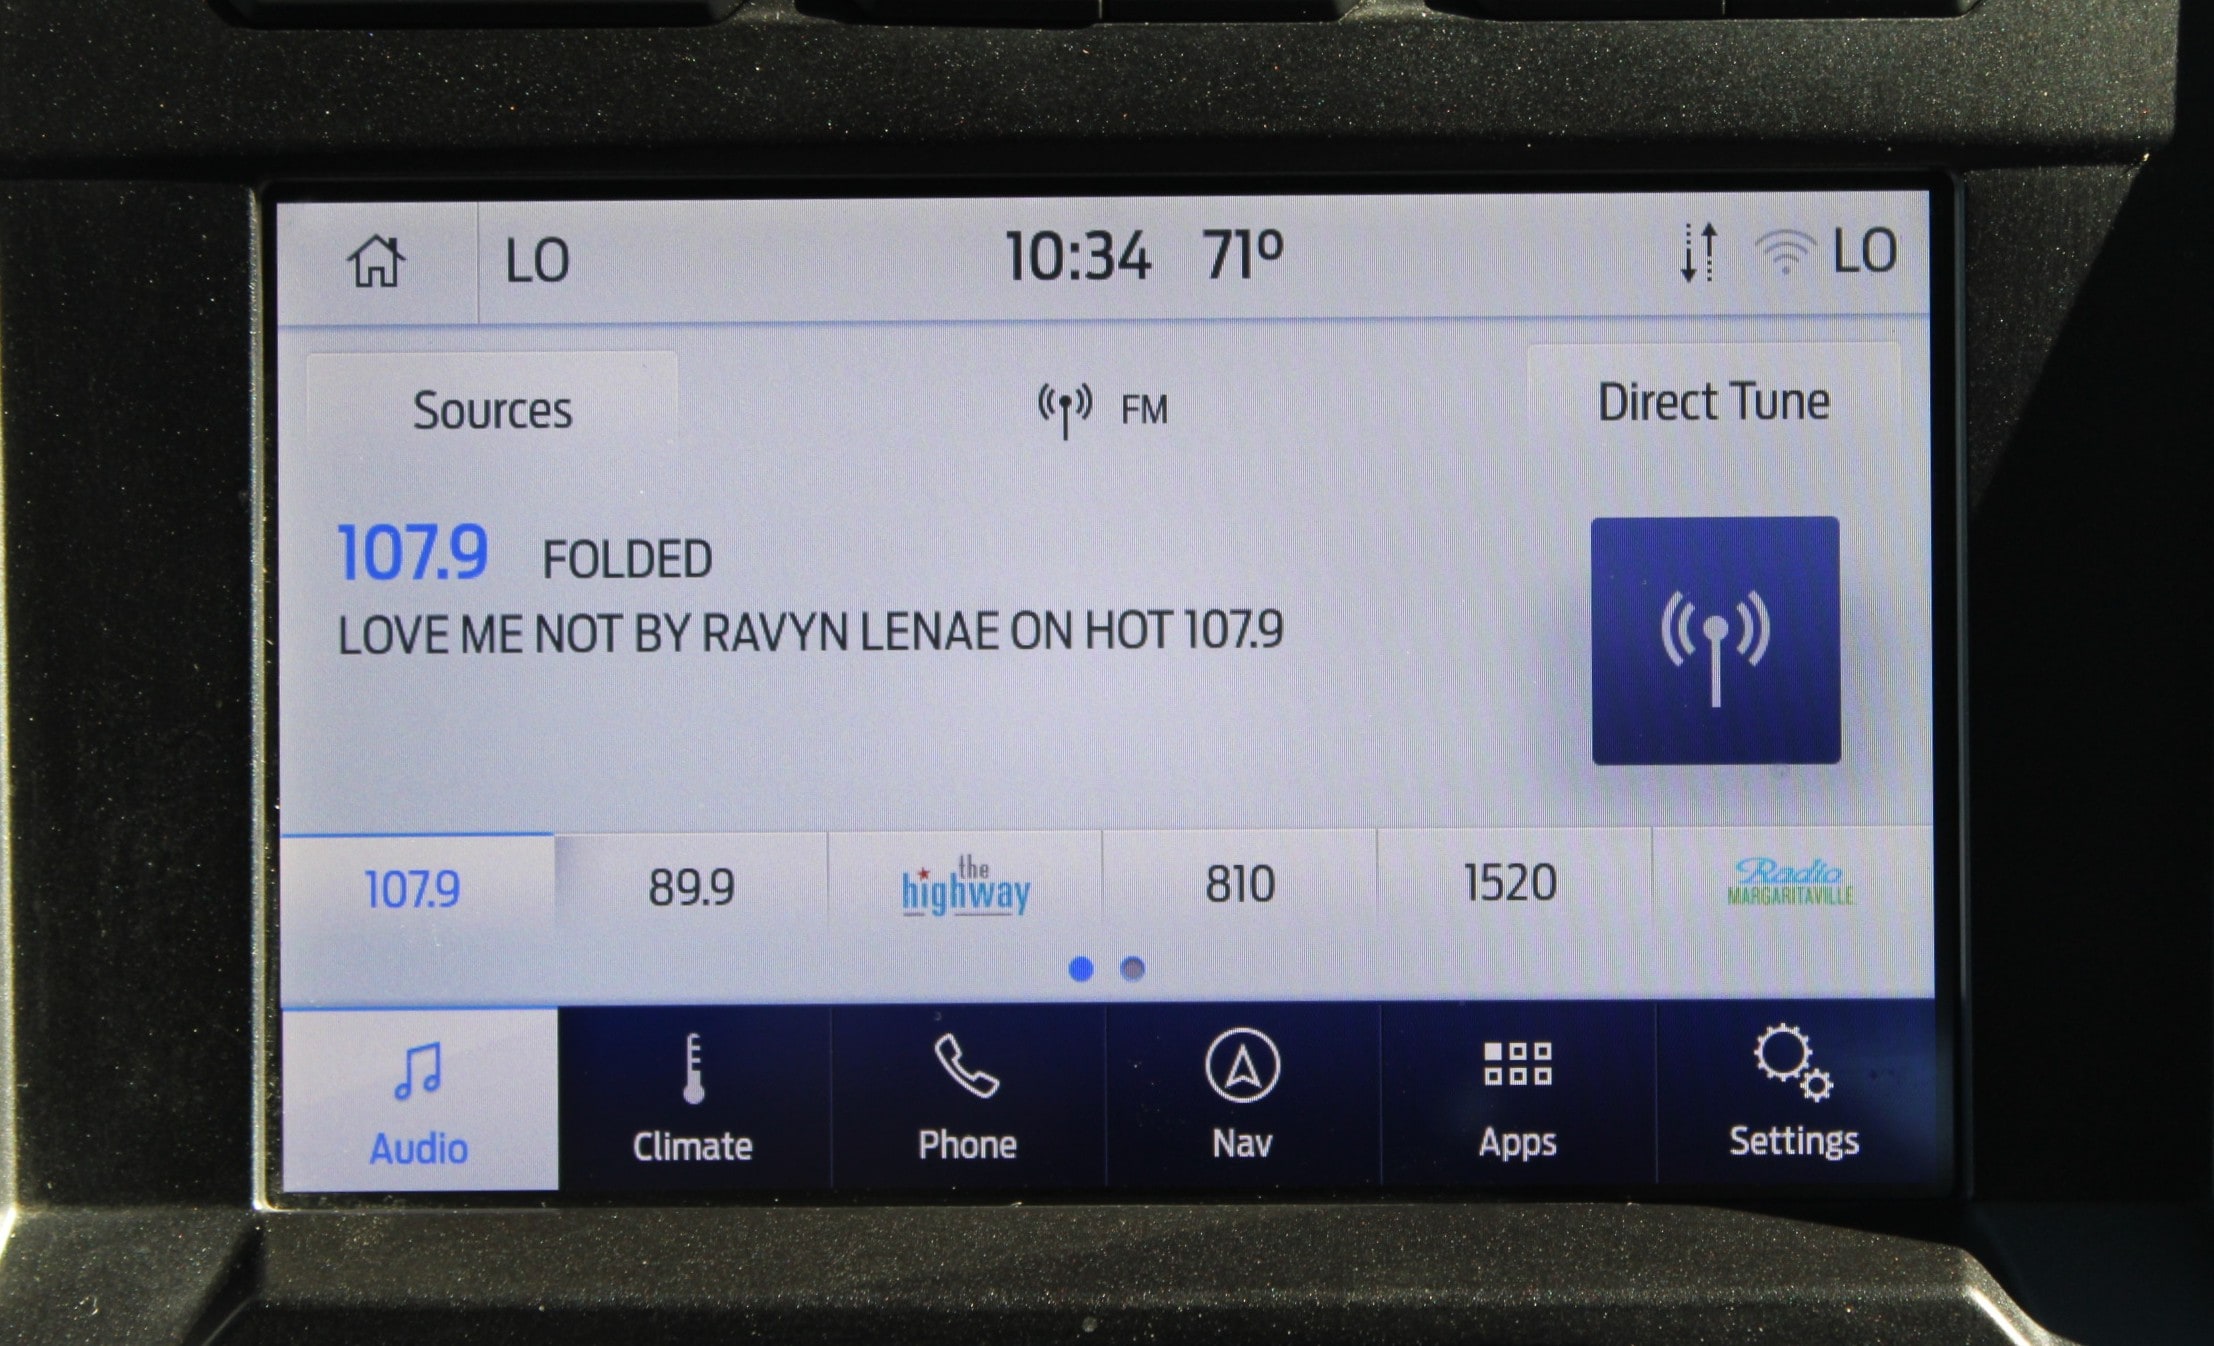 LO 10:34 71° LO
Sources FM Direct Tune
107.9 FOLDED
LOVE ME NOT BY RAVYN LENAE ON HOT 107.9
107.9 89.9 the highway 810 1520 Radio MARGARITAVILLE
Audio Climate Phone Nav Apps Settings